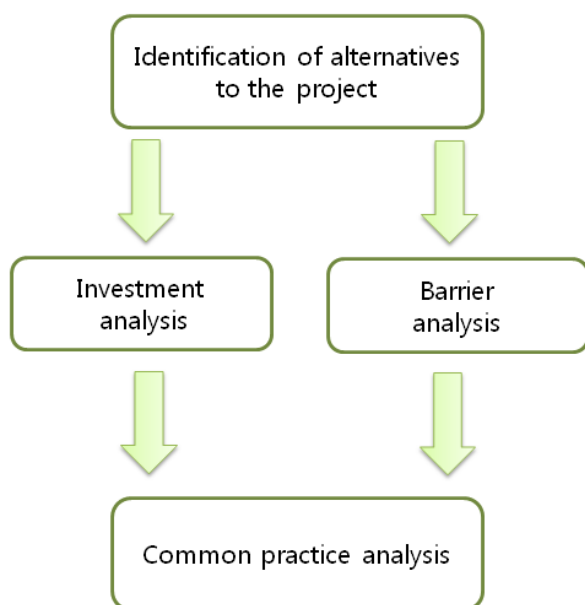 Identification of alternatives
to the project
Investment
analysis
Barrier
analysis
Common practice analysis